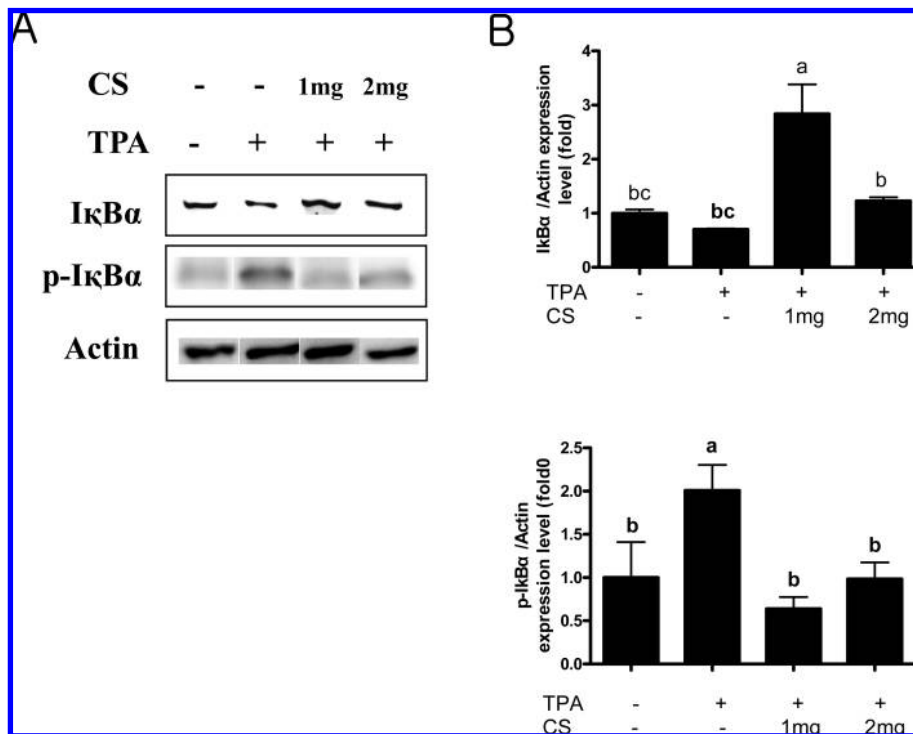 A
CS - - 1mg 2mg
TPA - + + +
IκBα
p-IκBα
Actin
B
IkBα /Actin expression
level (fold)
4
3
2
1
0
bc bc a b
TPA - + + +
CS - - 1mg 2mg
p-IkBα /Actin
expression level (fold0
2.5
2.0
1.5
1.0
0.5
0.0
b a b b
TPA - + + +
CS - - 1mg 2mg